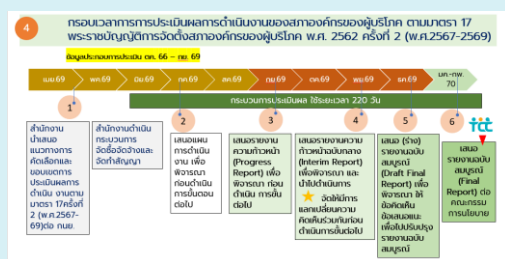 4
กรอบเวลาการการประเมินผลการดำเนินงานของสภาองค์กรของผู้บริโภค ตามมาตรา 17
พระราชบัญญัติการจัดตั้งสภาองค์กรของผู้บริโภค พ.ศ. 2562 ครั้งที่ 2 (พ.ศ.2567-2569)
ข้อมูลประกอบการประเมิน ตค. 66 – กย. 69
เมย.69
พค.69
มิย.69
กค.69
สค.69
กย.69
ตค.69
พย.69
ธค.69
มค.-กพ.
70
กระบวนการประเมินผล ใช้ระยะเวลา 220 วัน
1
สำนักงาน
นำเสนอ
แนวทางการ
คัดเลือกและ
ขอบเขตการ
ประเมินผลการ
ดำเนิน งานตาม
มาตรา 17ครั้งที่
2 (พ.ศ.2567-
69)ต่อ กนย.
สำนักงานดำเนิน
กระบวนการ
จัดซื้อจัดจ้างและ
จัดทำสัญญา
2
เสนอแผน
การดำเนิน
งาน เพื่อ
พิจารณา
ก่อนดำเนิน
การขั้นตอน
ต่อไป
3
เสนอรายงาน
ความก้าวหน้า
(Progress
Report) เพื่อ
พิจารณา ก่อน
ดำเนินการ ขั้น
ต่อไป
4
เสนอรายงานความ
ก้าวหน้าฉบับกลาง
(Interim Report)
เพื่อพิจารณา และ
นำไปดำเนินการ
จัดให้มีการ
แลกเปลี่ยนความ
คิดเห็นร่วมกันก่อน
ดำเนินการขั้นต่อไป
5
เสนอ (ร่าง)
รายงานฉบับ
สมบูรณ์
(Draft Final
Report) เพื่อ
พิจารณา ให้
ข้อคิดเห็น
ข้อเสนอแนะ
เพื่อไปปรับปรุง
รายงานฉบับ
สมบูรณ์
6
TCC
เสนอ
รายงานฉบับ
สมบูรณ์
(Final
Report) ต่อ
คณะกรรม
การนโยบาย